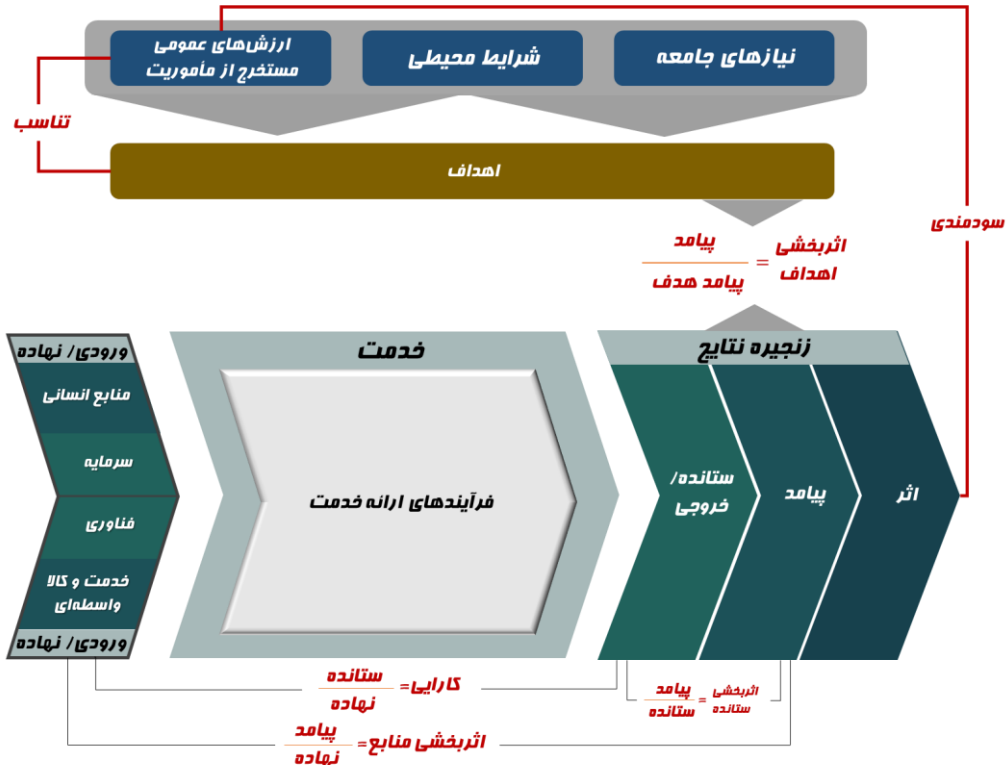 نیازهای جامعه
شرایط محیطی
ارزش‌های عمومی
مستخرج از مأموریت
تناسب
اهداف
سودمندی
اثربخشی
اهداف
=
پیامد
پیامد هدف
ورودی/ نهاده
منابع انسانی
سرمایه
فناوری
خدمت و کالا
واسطه‌ای
ورودی/ نهاده
خدمت
فرآیندهای ارائه خدمت
زنجیره نتایج
ستانده/
خروجی
پیامد
اثر
کارایی=
ستانده
نهاده
اثربخشی
ستانده
=
پیامد
ستانده
اثربخشی منابع=
پیامد
نهاده